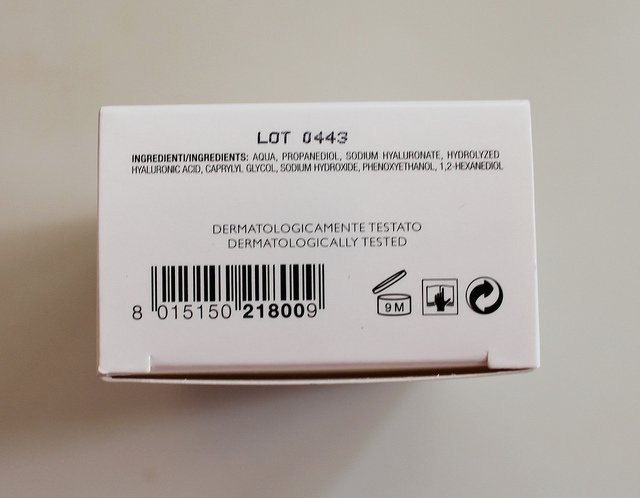 LOT 0443
INGREDIENTI/INGREDIENTS: AQUA, PROPANEDIOL, SODIUM HYALURONATE, HYDROLYZED
HYALURONIC ACID, CAPRYLYL GLYCOL, SODIUM HYDROXIDE, PHENOXYETHANOL, 1,2-HEXANEDIOL
DERMATOLOGICAMENTE TESTATO
DERMATOLOGICALLY TESTED
8 015150 218009
9 M